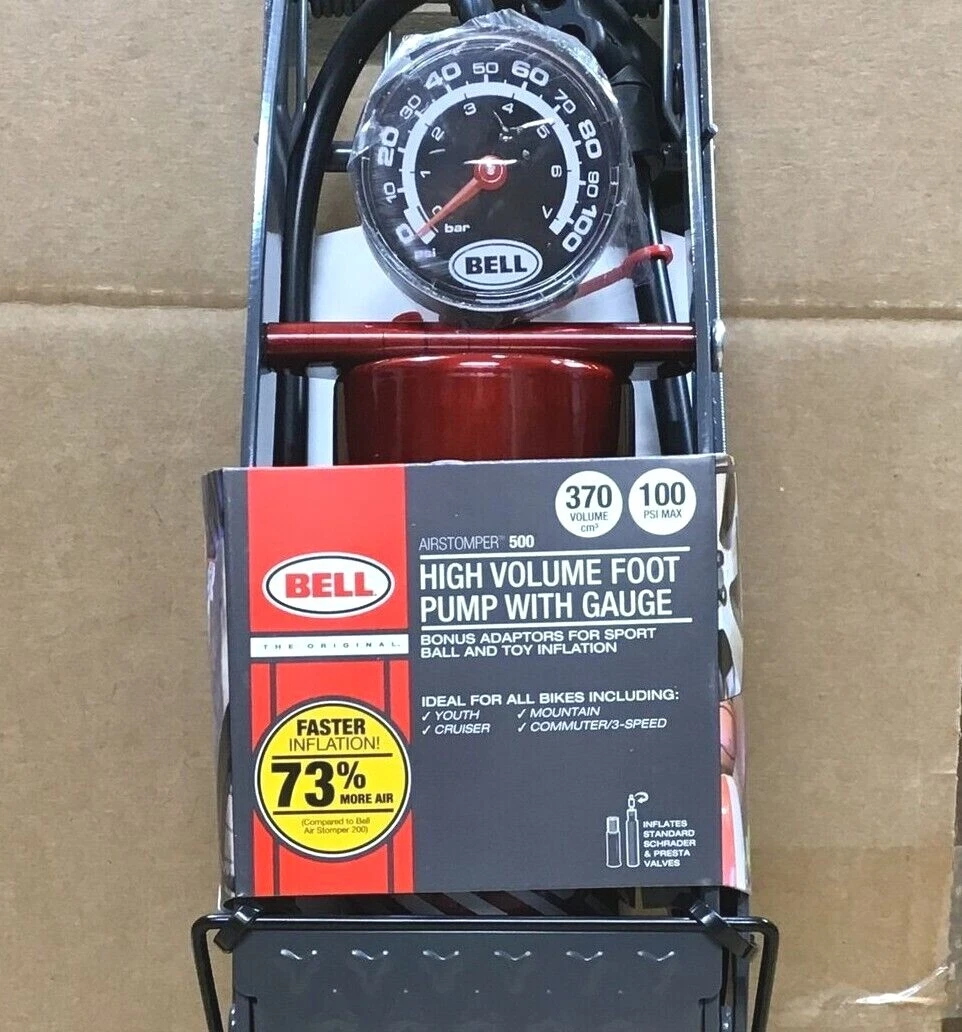 0 10 20 30 40 50 60 70 80 90 100
0 1 2 3 4 5 6 7
psi
bar
BELL
370
VOLUME
cm³
100
PSI MAX
AIRSTOMPER™ 500
HIGH VOLUME FOOT
PUMP WITH GAUGE
BONUS ADAPTORS FOR SPORT
BALL AND TOY INFLATION
BELL
THE ORIGINAL.
IDEAL FOR ALL BIKES INCLUDING:
✓ YOUTH ✓ MOUNTAIN
✓ CRUISER ✓ COMMUTER/3-SPEED
FASTER
INFLATION!
73%
MORE AIR
(Compared to Bell
Air Stomper 200)
INFLATES
STANDARD
SCHRADER
& PRESTA
VALVES